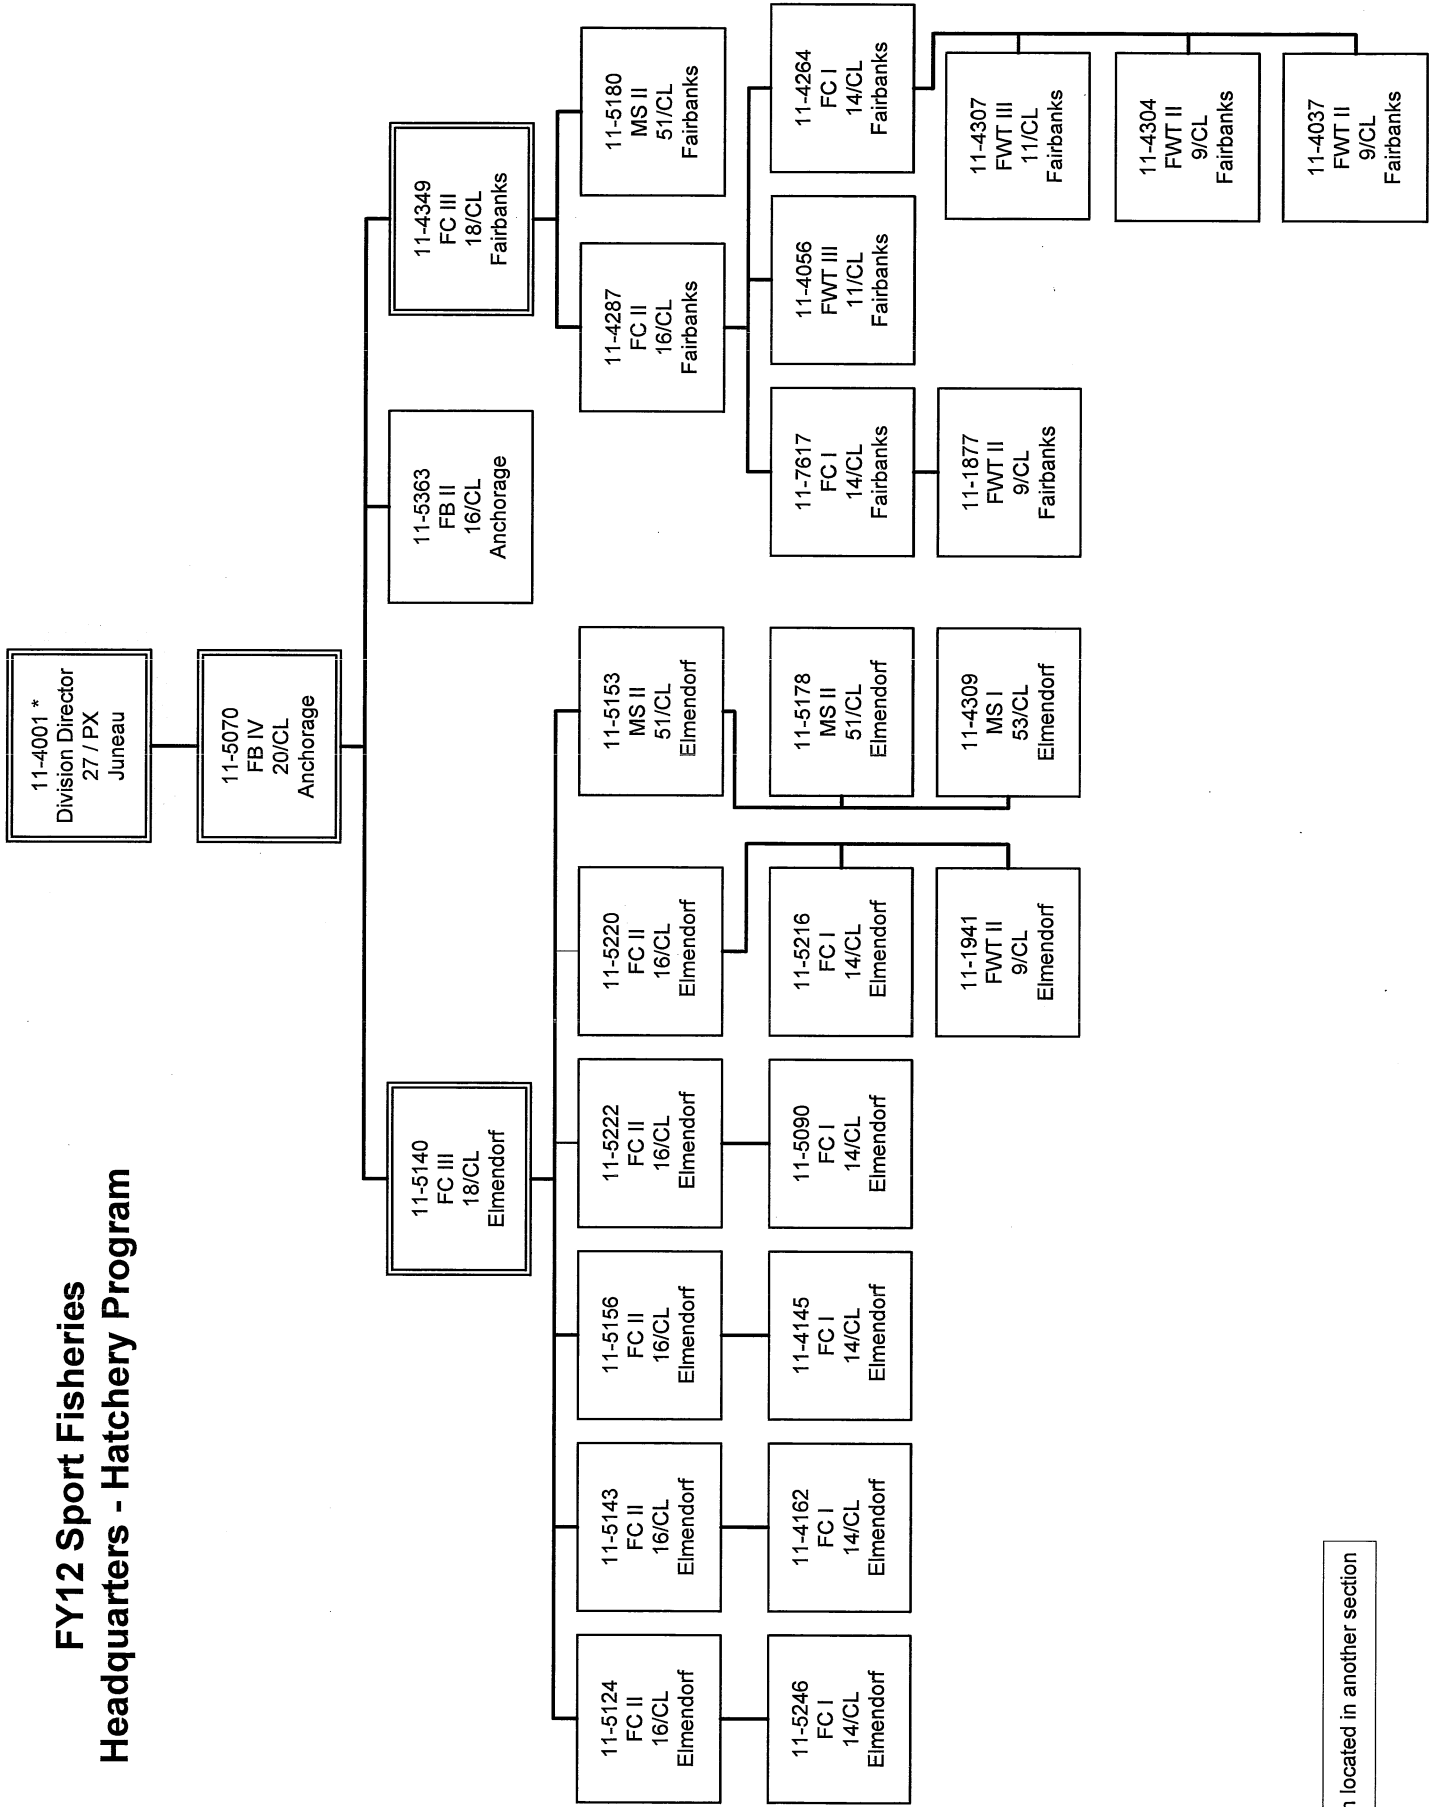 FY12 Sport Fisheries
Headquarters - Hatchery Program
11-4001 *
Division Director
27 / PX
Juneau
11-5070
FB IV
20/CL
Anchorage
11-5140
FC III
18/CL
Elmendorf
11-5363
FB II
16/CL
Anchorage
11-4349
FC III
18/CL
Fairbanks
11-5124
FC II
16/CL
Elmendorf
11-5143
FC II
16/CL
Elmendorf
11-5156
FC II
16/CL
Elmendorf
11-5222
FC II
16/CL
Elmendorf
11-5220
FC II
16/CL
Elmendorf
11-5153
MS II
51/CL
Elmendorf
11-4287
FC II
16/CL
Fairbanks
11-5180
MS II
51/CL
Fairbanks
11-5246
FC I
14/CL
Elmendorf
11-4162
FC I
14/CL
Elmendorf
11-4145
FC I
14/CL
Elmendorf
11-5090
FC I
14/CL
Elmendorf
11-5216
FC I
14/CL
Elmendorf
11-5178
MS II
51/CL
Elmendorf
11-7617
FC I
14/CL
Fairbanks
11-4056
FWT III
11/CL
Fairbanks
11-4264
FC I
14/CL
Fairbanks
11-1941
FWT II
9/CL
Elmendorf
11-4309
MS I
53/CL
Elmendorf
11-1877
FWT II
9/CL
Fairbanks
11-4307
FWT III
11/CL
Fairbanks
11-4304
FWT II
9/CL
Fairbanks
11-4037
FWT II
9/CL
Fairbanks
located in another section